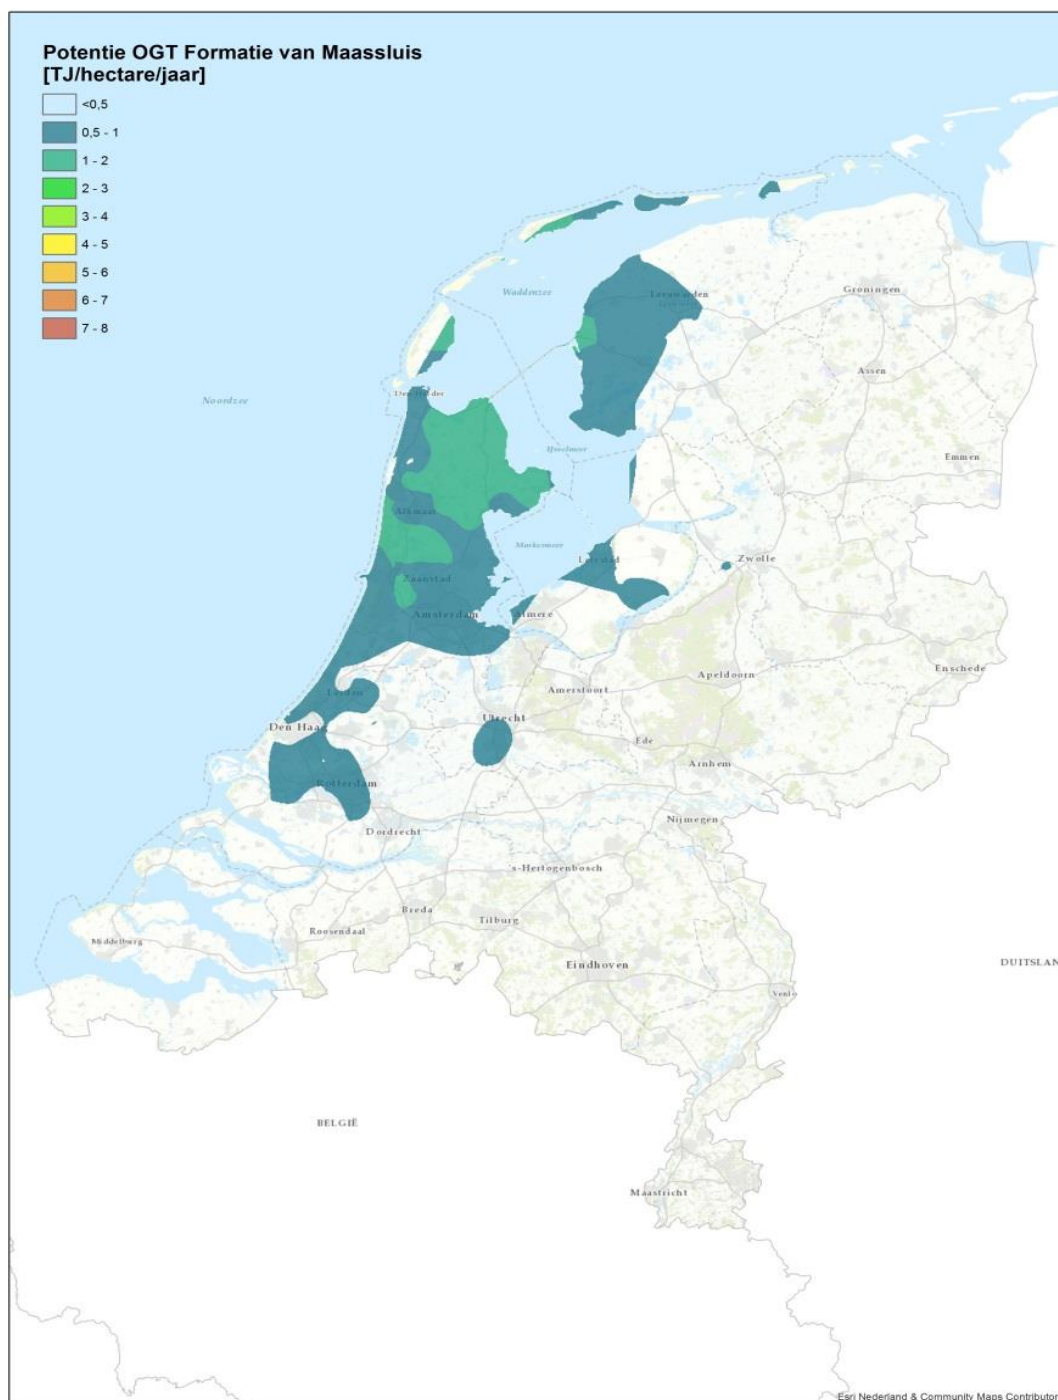 Potentie OGT Formatie van Maassluis
[TJ/hectare/jaar]
<0,5
0,5 - 1
1 - 2
2 - 3
3 - 4
4 - 5
5 - 6
6 - 7
7 - 8
Waddenzee
Leeuwarden
Groningen
Assen
Noordzee
Den Helder
IJsselmeer
Emmen
Alkmaar
Markermeer
Lelystad
Zwolle
Zaanstad
Amsterdam
Almere
Enschede
Apeldoorn
Leiden
Amersfoort
Utrecht
Den Haag
Ede
Arnhem
Rotterdam
Nijmegen
Dordrecht
's-Hertogenbosch
Breda
Tilburg
Roosendaal
Middelburg
Eindhoven
DUITSLAN
Venlo
BELGIË
Maastricht
Esri Nederland & Community Maps Contributor